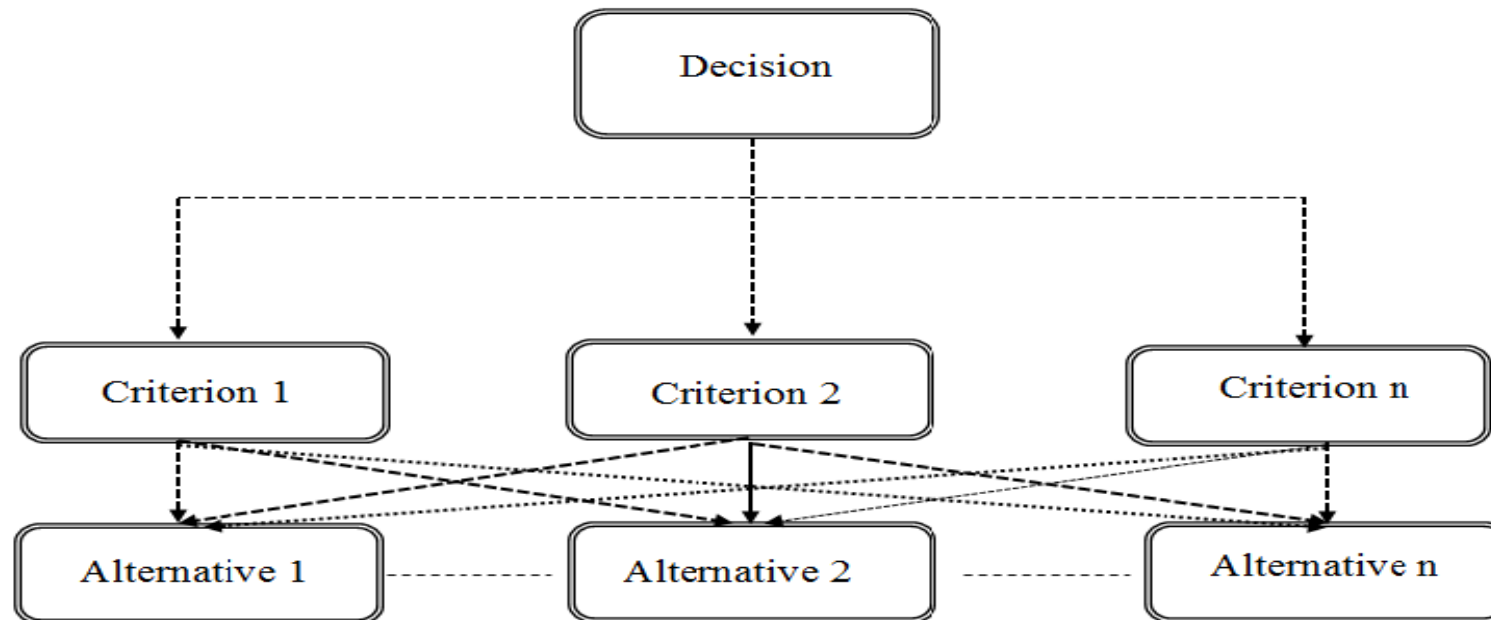 Decision
Criterion 1
Criterion 2
Criterion n
Alternative 1
Alternative 2
Alternative n